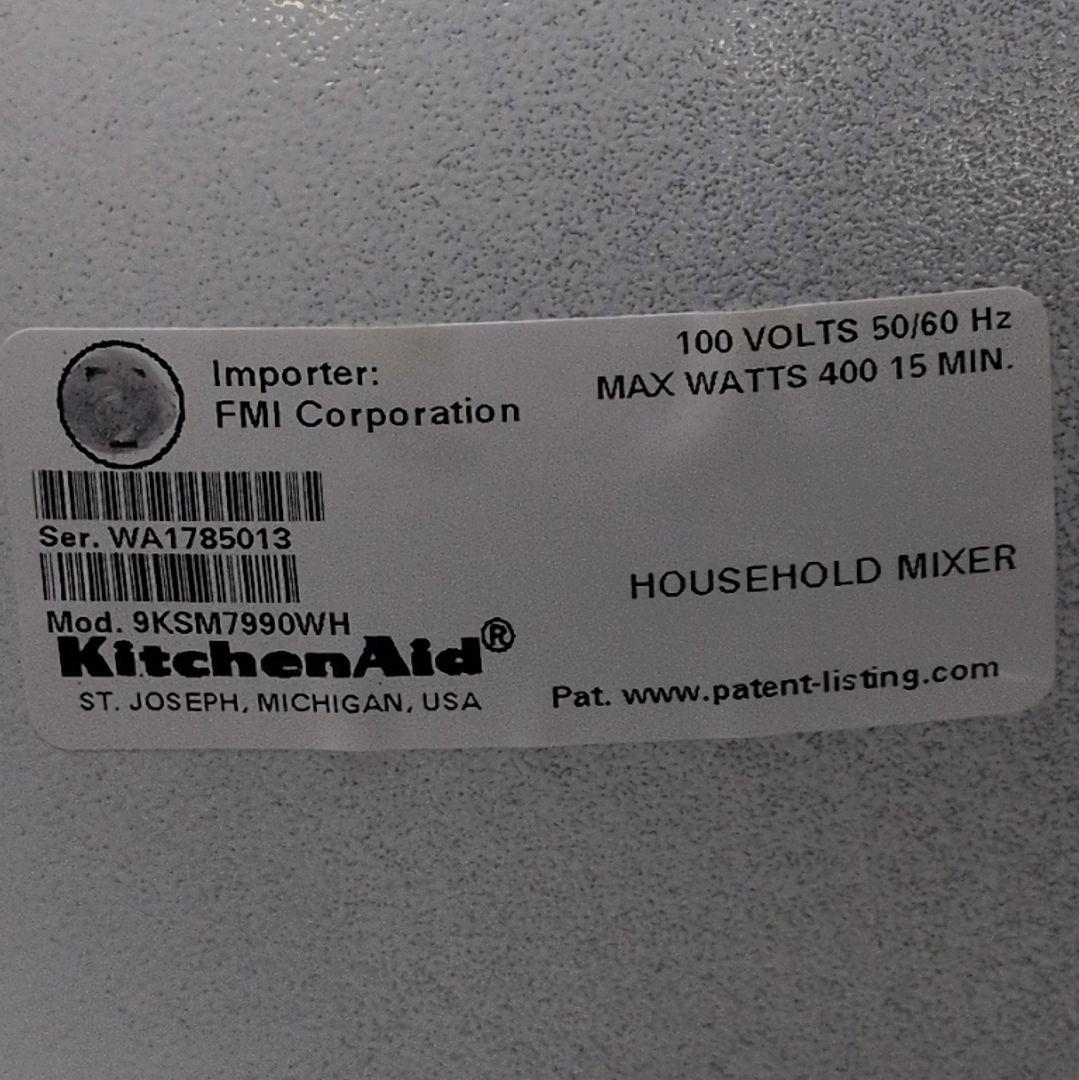 Importer:
FMI Corporation
100 VOLTS 50/60 Hz
MAX WATTS 400 15 MIN.
Ser. WA1785013
Mod. 9KSM7990WH
HOUSEHOLD MIXER
KitchenAid®
ST. JOSEPH, MICHIGAN, USA
Pat. www.patent-listing.com